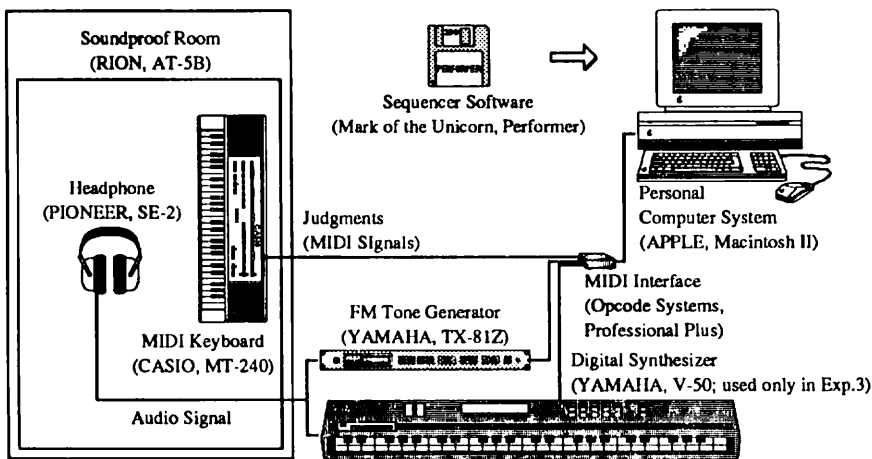 Soundproof Room
(RION, AT-5B)
PERFORMER
Sequencer Software
(Mark of the Unicorn, Performer)
Headphone
(PIONEER, SE-2)
Judgments
(MIDI SIgnals)
Personal
Computer System
(APPLE, Macintosh II)
MIDI Interface
(Opcode Systems,
Professional Plus)
FM Tone Generator
(YAMAHA, TX-81Z)
MIDI Keyboard
(CASIO, MT-240)
Digital Synthesizer
(YAMAHA, V-50; used only in Exp.3)
Audio Signal